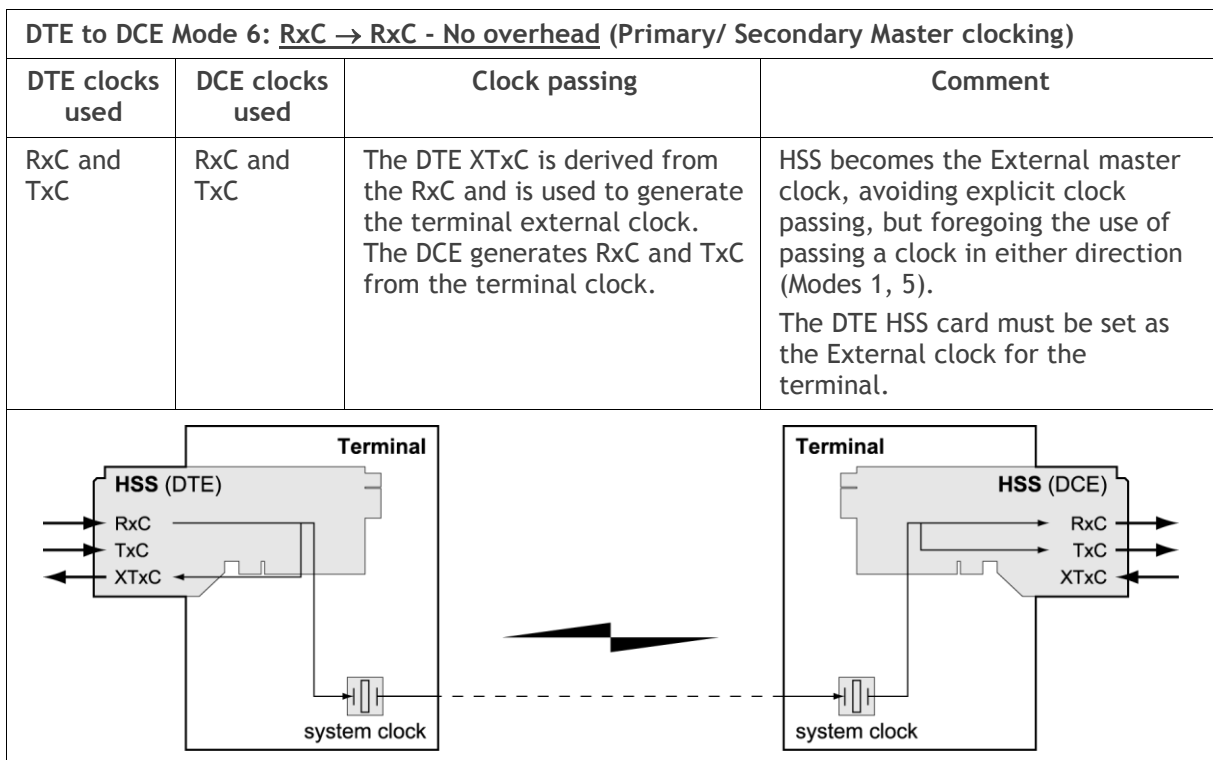 DTE to DCE Mode 6: RxC → RxC - No overhead (Primary/ Secondary Master clocking)
DTE clocks
used
DCE clocks
used
Clock passing
Comment
RxC and
TxC
RxC and
TxC
The DTE XTxC is derived from
the RxC and is used to generate
the terminal external clock.
The DCE generates RxC and TxC
from the terminal clock.
HSS becomes the External master
clock, avoiding explicit clock
passing, but foregoing the use of
passing a clock in either direction
(Modes 1, 5).
The DTE HSS card must be set as
the External clock for the
terminal.
Terminal
HSS (DTE)
RxC
TxC
XTxC
system clock
Terminal
HSS (DCE)
RxC
TxC
XTxC
system clock